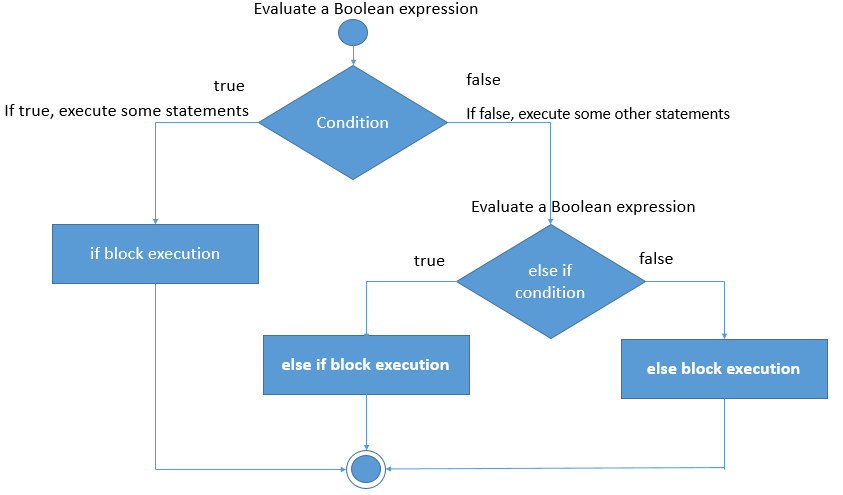 Evaluate a Boolean expression
true
false
If true, execute some statements
If false, execute some other statements
Condition
Evaluate a Boolean expression
if block execution
true
false
else if
condition
else if block execution
else block execution